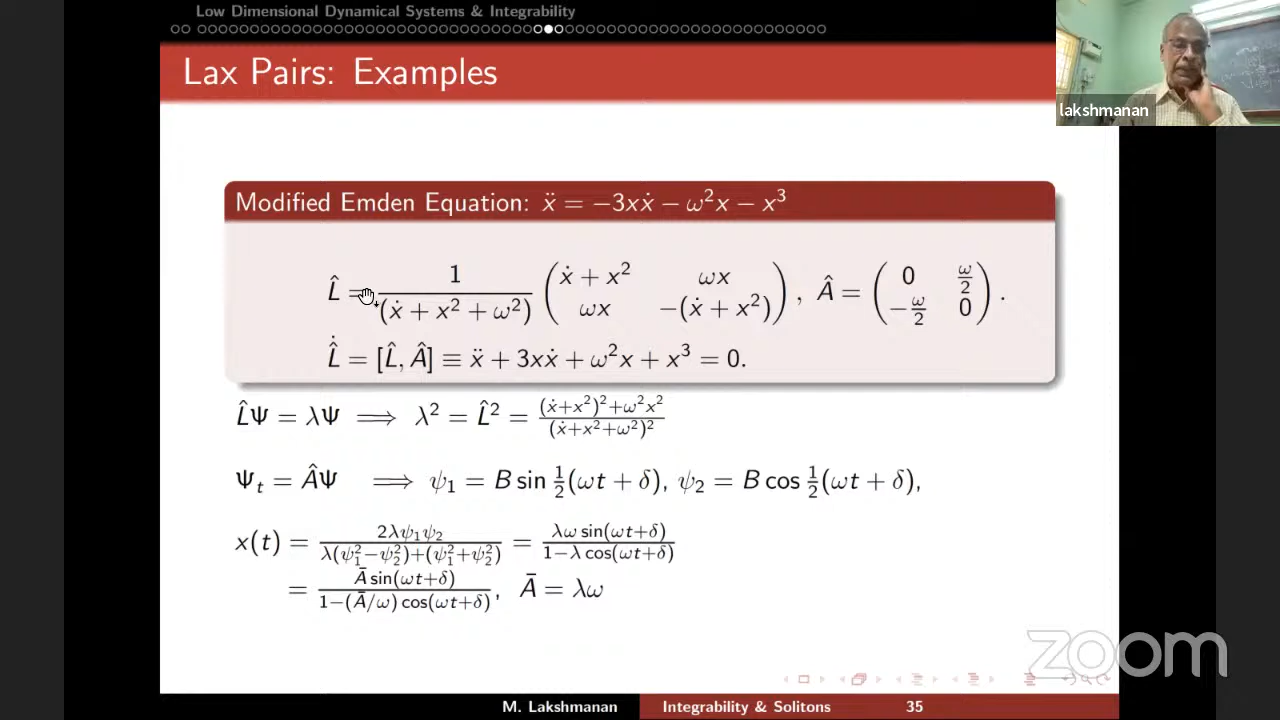 Low Dimensional Dynamical Systems & Integrability
Lax Pairs: Examples
lakshmanan
Modified Emden Equation: ẍ = −3xẋ − ω²x − x³
L̂ = 1/(ẋ + x² + ω²) ( ẋ + x²  ωx ; ωx  −(ẋ + x²) ), Â = ( 0  ω/2 ; −ω/2  0 ).
L̂̇ = [L̂, Â] ≡ ẍ + 3xẋ + ω²x + x³ = 0.
L̂Ψ = λΨ ⟹ λ² = L̂² = ((ẋ+x²)²+ω²x²)/(ẋ+x²+ω²)²
Ψₜ = ÂΨ ⟹ ψ₁ = B sin ½(ωt + δ), ψ₂ = B cos ½(ωt + δ),
x(t) = 2λψ₁ψ₂/(λ(ψ₁²−ψ₂²)+(ψ₁²+ψ₂²)) = λω sin(ωt+δ)/(1−λ cos(ωt+δ))
= Ā sin(ωt+δ)/(1−(Ā/ω) cos(ωt+δ)), Ā = λω
zoom
M. Lakshmanan Integrability & Solitons 35